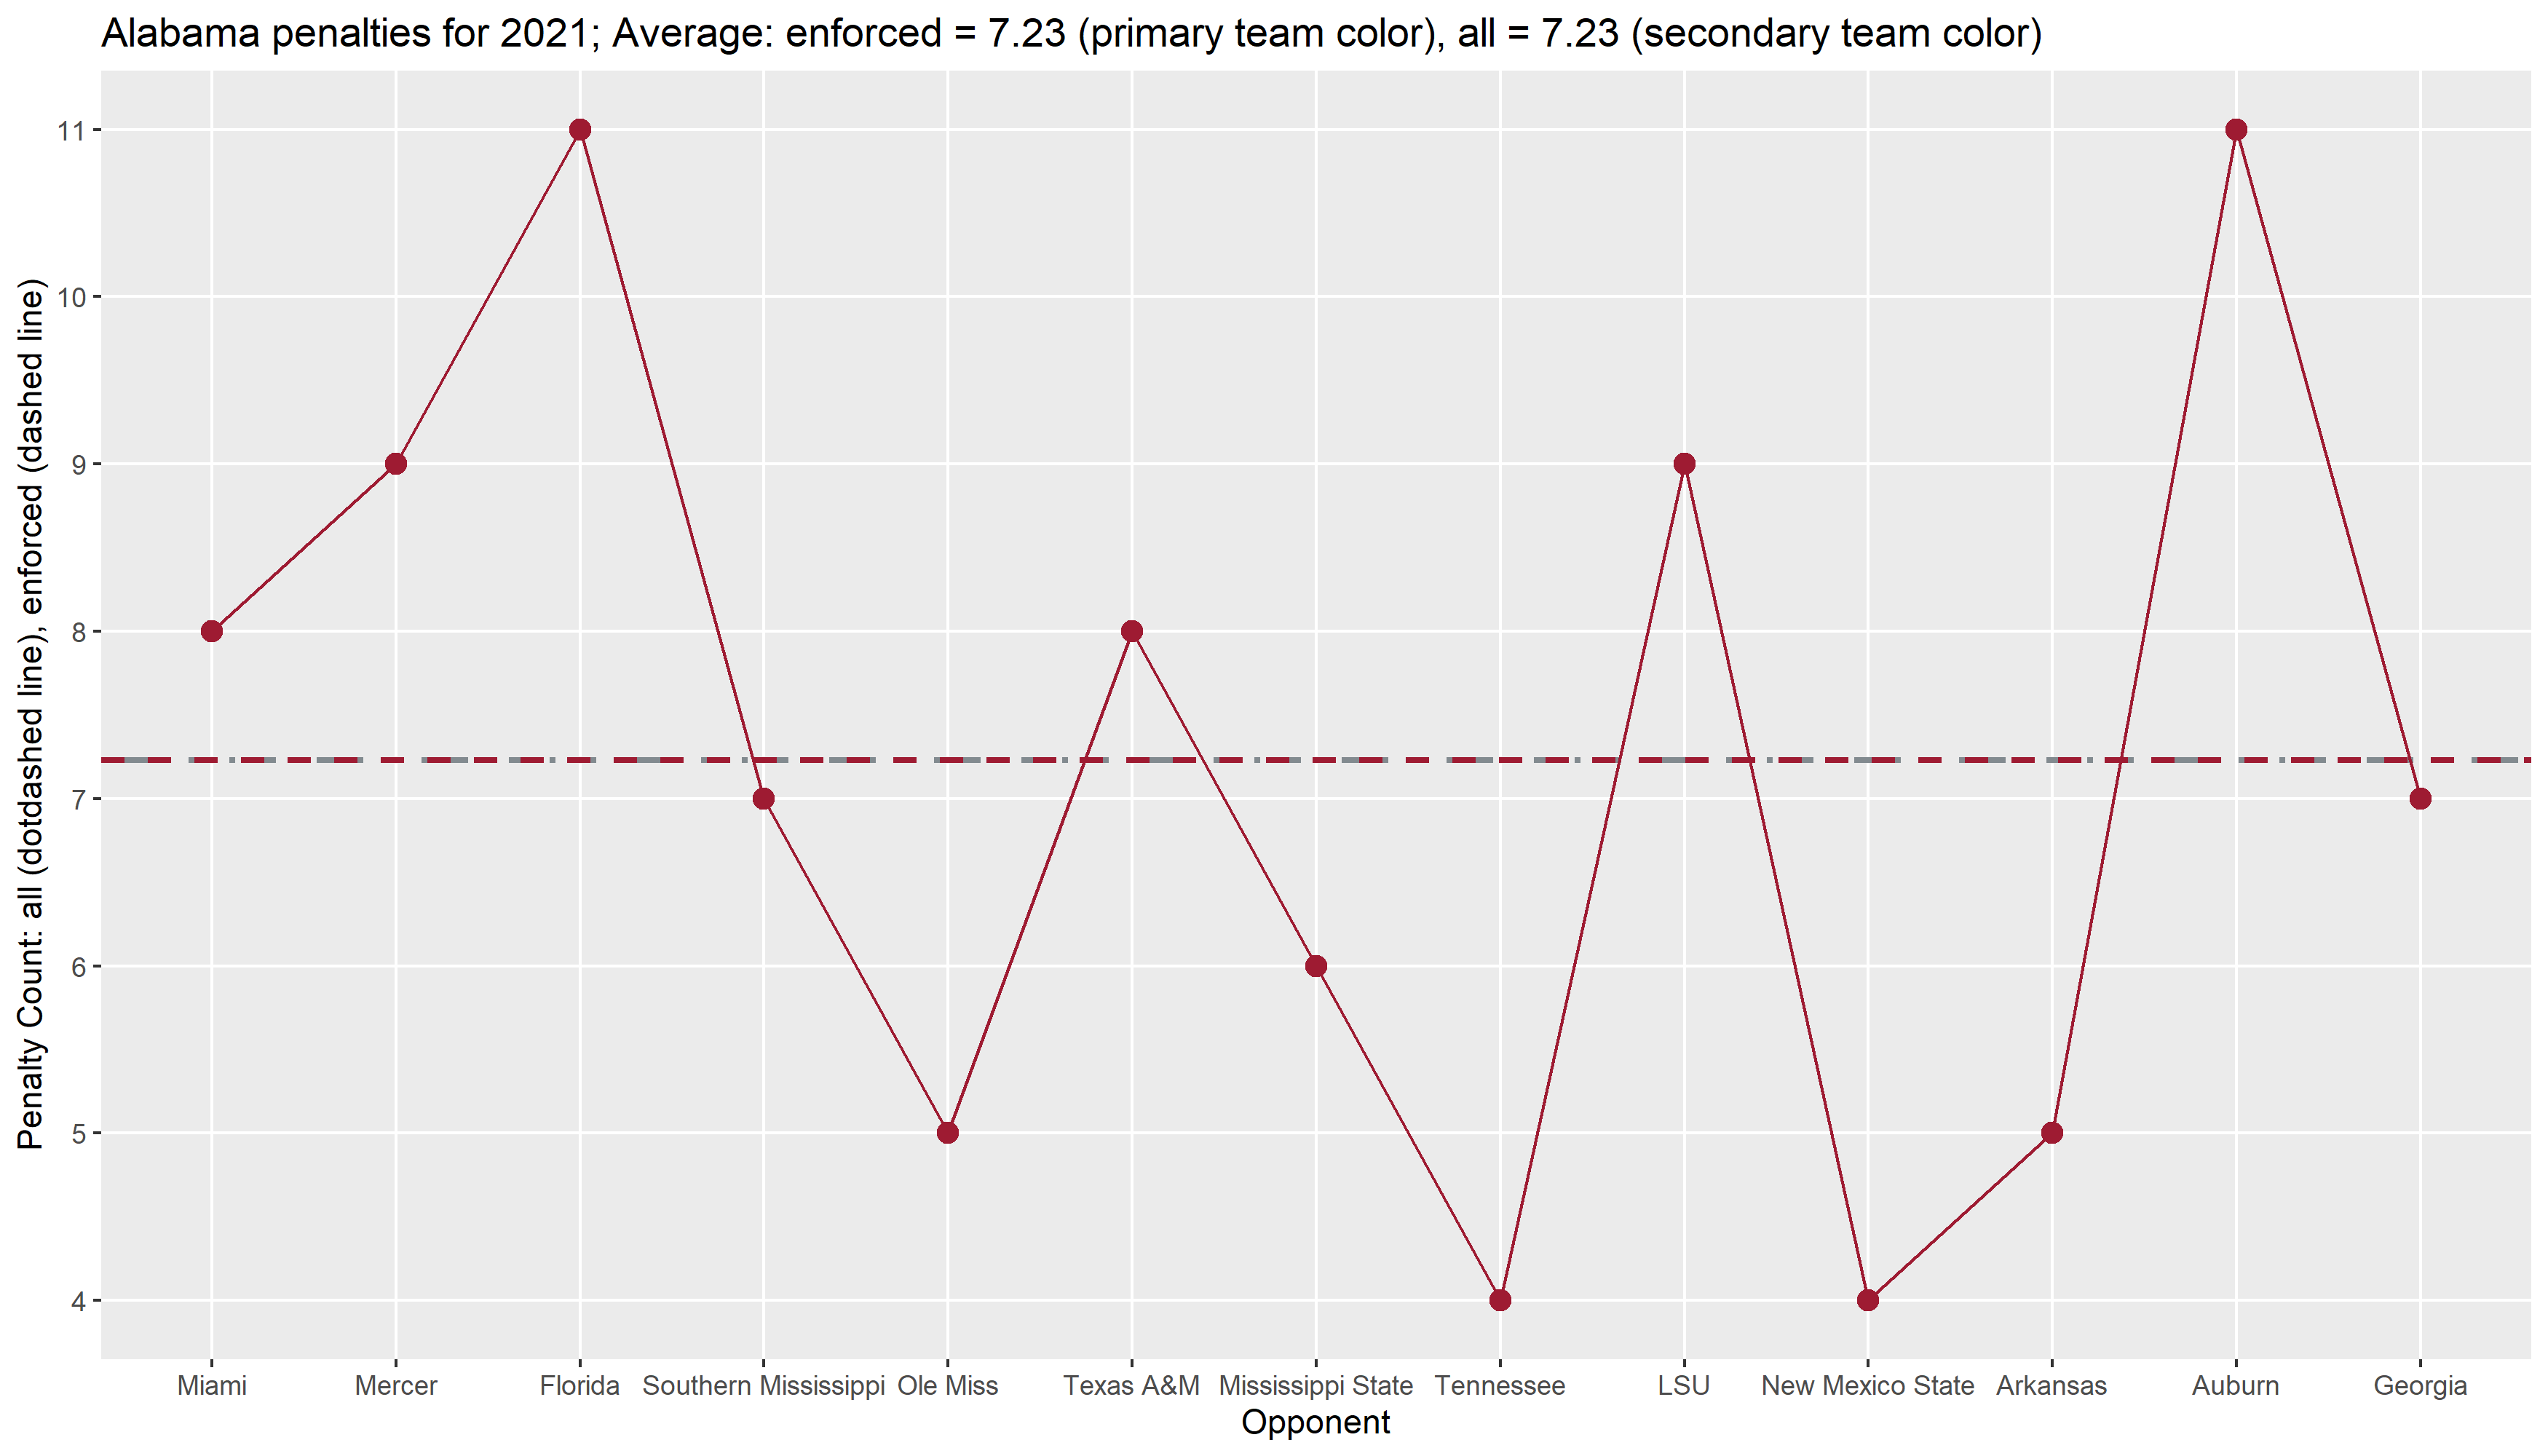 Alabama penalties for 2021; Average: enforced = 7.23 (primary team color), all = 7.23 (secondary team color)
Penalty Count: all (dotdashed line), enforced (dashed line)
11
10
9
8
7
6
5
4
Miami Mercer Florida Southern Mississippi Ole Miss Texas A&M Mississippi State Tennessee LSU New Mexico State Arkansas Auburn Georgia
Opponent